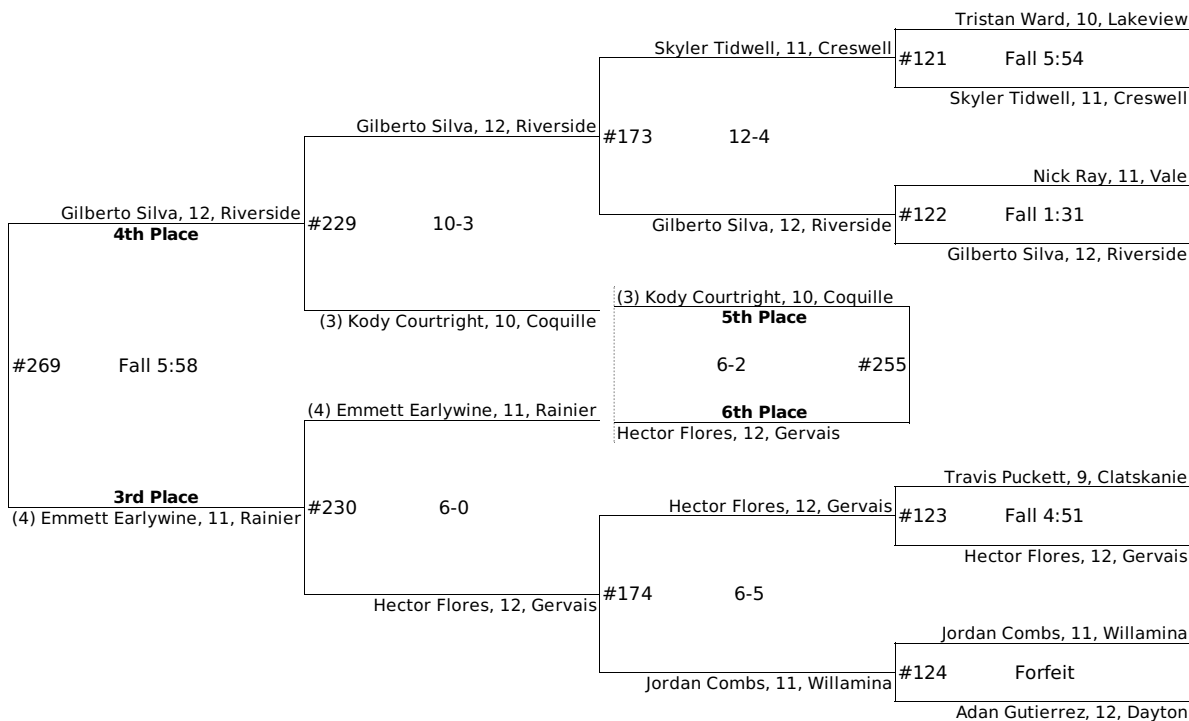 Tristan Ward, 10, Lakeview
Skyler Tidwell, 11, Creswell
#121 Fall 5:54
Skyler Tidwell, 11, Creswell
Gilberto Silva, 12, Riverside
#173 12-4
Nick Ray, 11, Vale
Gilberto Silva, 12, Riverside
4th Place
#229 10-3
Gilberto Silva, 12, Riverside
#122 Fall 1:31
Gilberto Silva, 12, Riverside
(3) Kody Courtright, 10, Coquille
(3) Kody Courtright, 10, Coquille
5th Place
#269 Fall 5:58
6-2 #255
(4) Emmett Earlywine, 11, Rainier
6th Place
Hector Flores, 12, Gervais
Travis Puckett, 9, Clatskanie
3rd Place
(4) Emmett Earlywine, 11, Rainier
#230 6-0
Hector Flores, 12, Gervais
#123 Fall 4:51
Hector Flores, 12, Gervais
Hector Flores, 12, Gervais
#174 6-5
Jordan Combs, 11, Willamina
Jordan Combs, 11, Willamina
#124 Forfeit
Adan Gutierrez, 12, Dayton